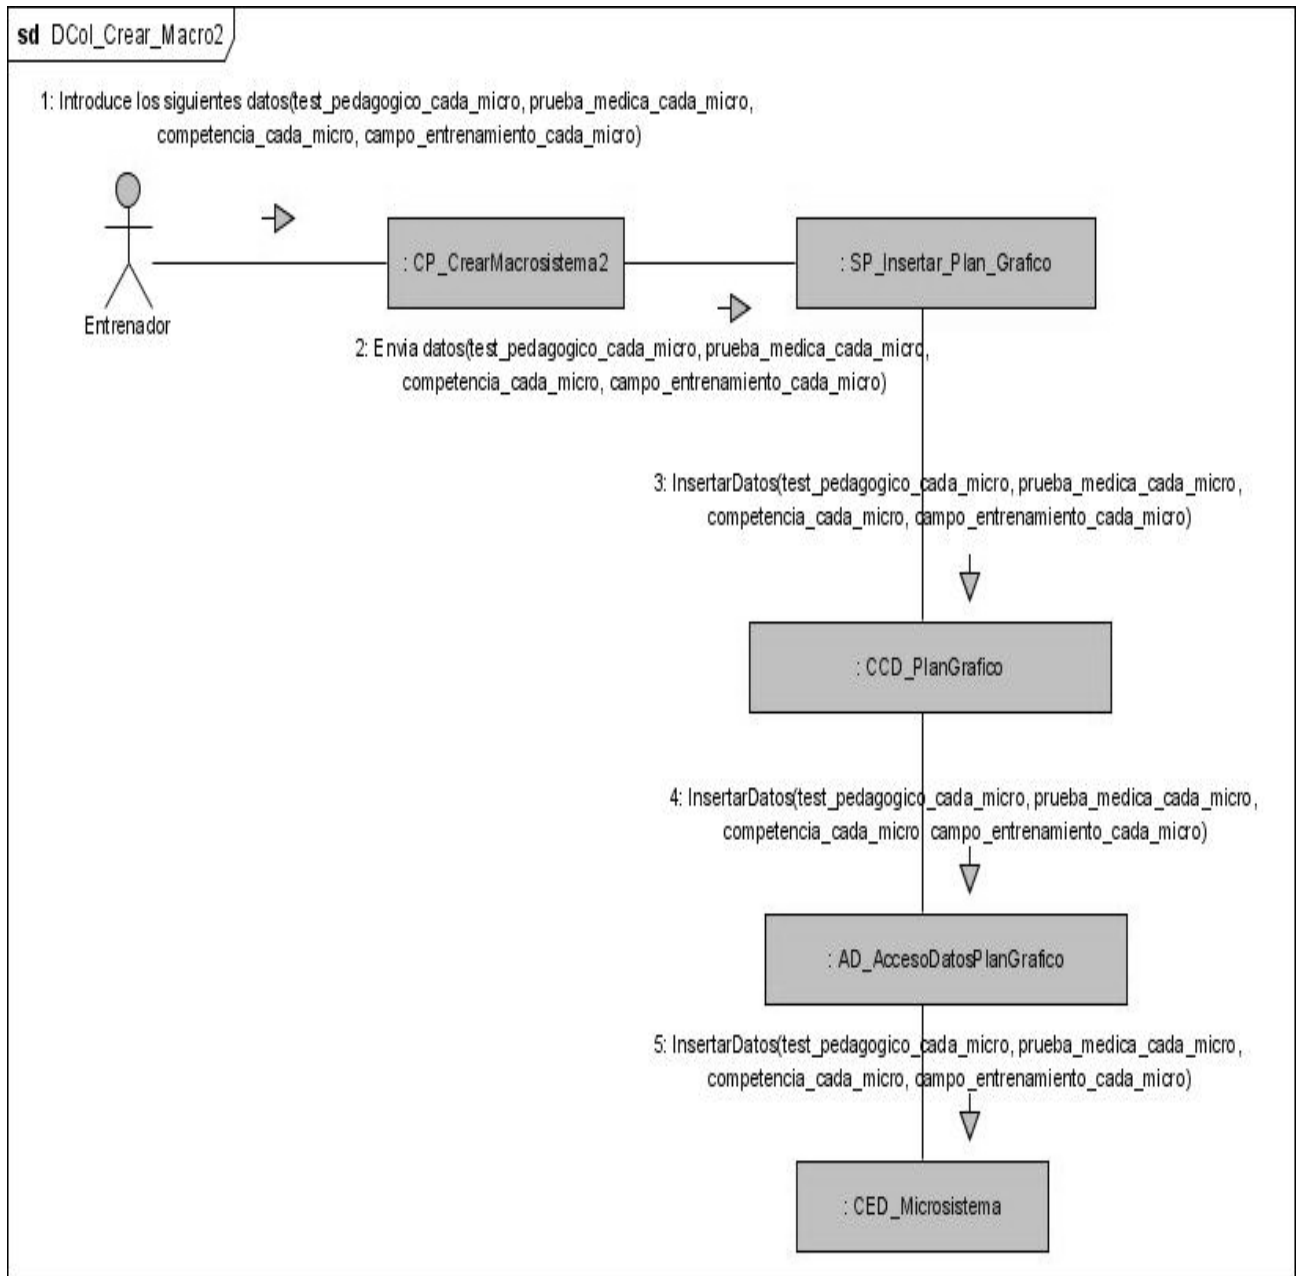 sd DCol_Crear_Macro2
1: Introduce los siguientes datos(test_pedagogico_cada_micro, prueba_medica_cada_micro,
competencia_cada_micro, campo_entrenamiento_cada_micro)
: CP_CrearMacrosistema2
: SP_Insertar_Plan_Grafico
Entrenador
2: Envia datos(test_pedagogico_cada_micro, prueba_medica_cada_micro,
competencia_cada_micro, campo_entrenamiento_cada_micro)
3: InsertarDatos(test_pedagogico_cada_micro, prueba_medica_cada_micro,
competencia_cada_micro, campo_entrenamiento_cada_micro)
: CCD_PlanGrafico
4: InsertarDatos(test_pedagogico_cada_micro, prueba_medica_cada_micro,
competencia_cada_micro, campo_entrenamiento_cada_micro)
: AD_AccesoDatosPlanGrafico
5: InsertarDatos(test_pedagogico_cada_micro, prueba_medica_cada_micro,
competencia_cada_micro, campo_entrenamiento_cada_micro)
: CED_Microsistema